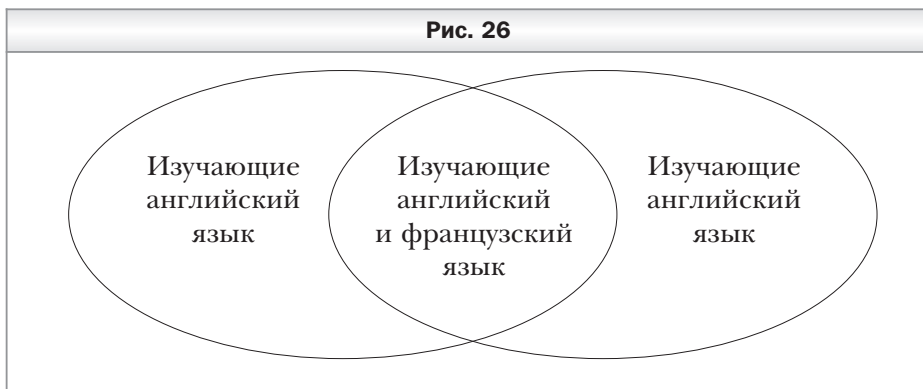 Рис. 26
Изучающие
английский
язык
Изучающие
английский
и французский
язык
Изучающие
английский
язык